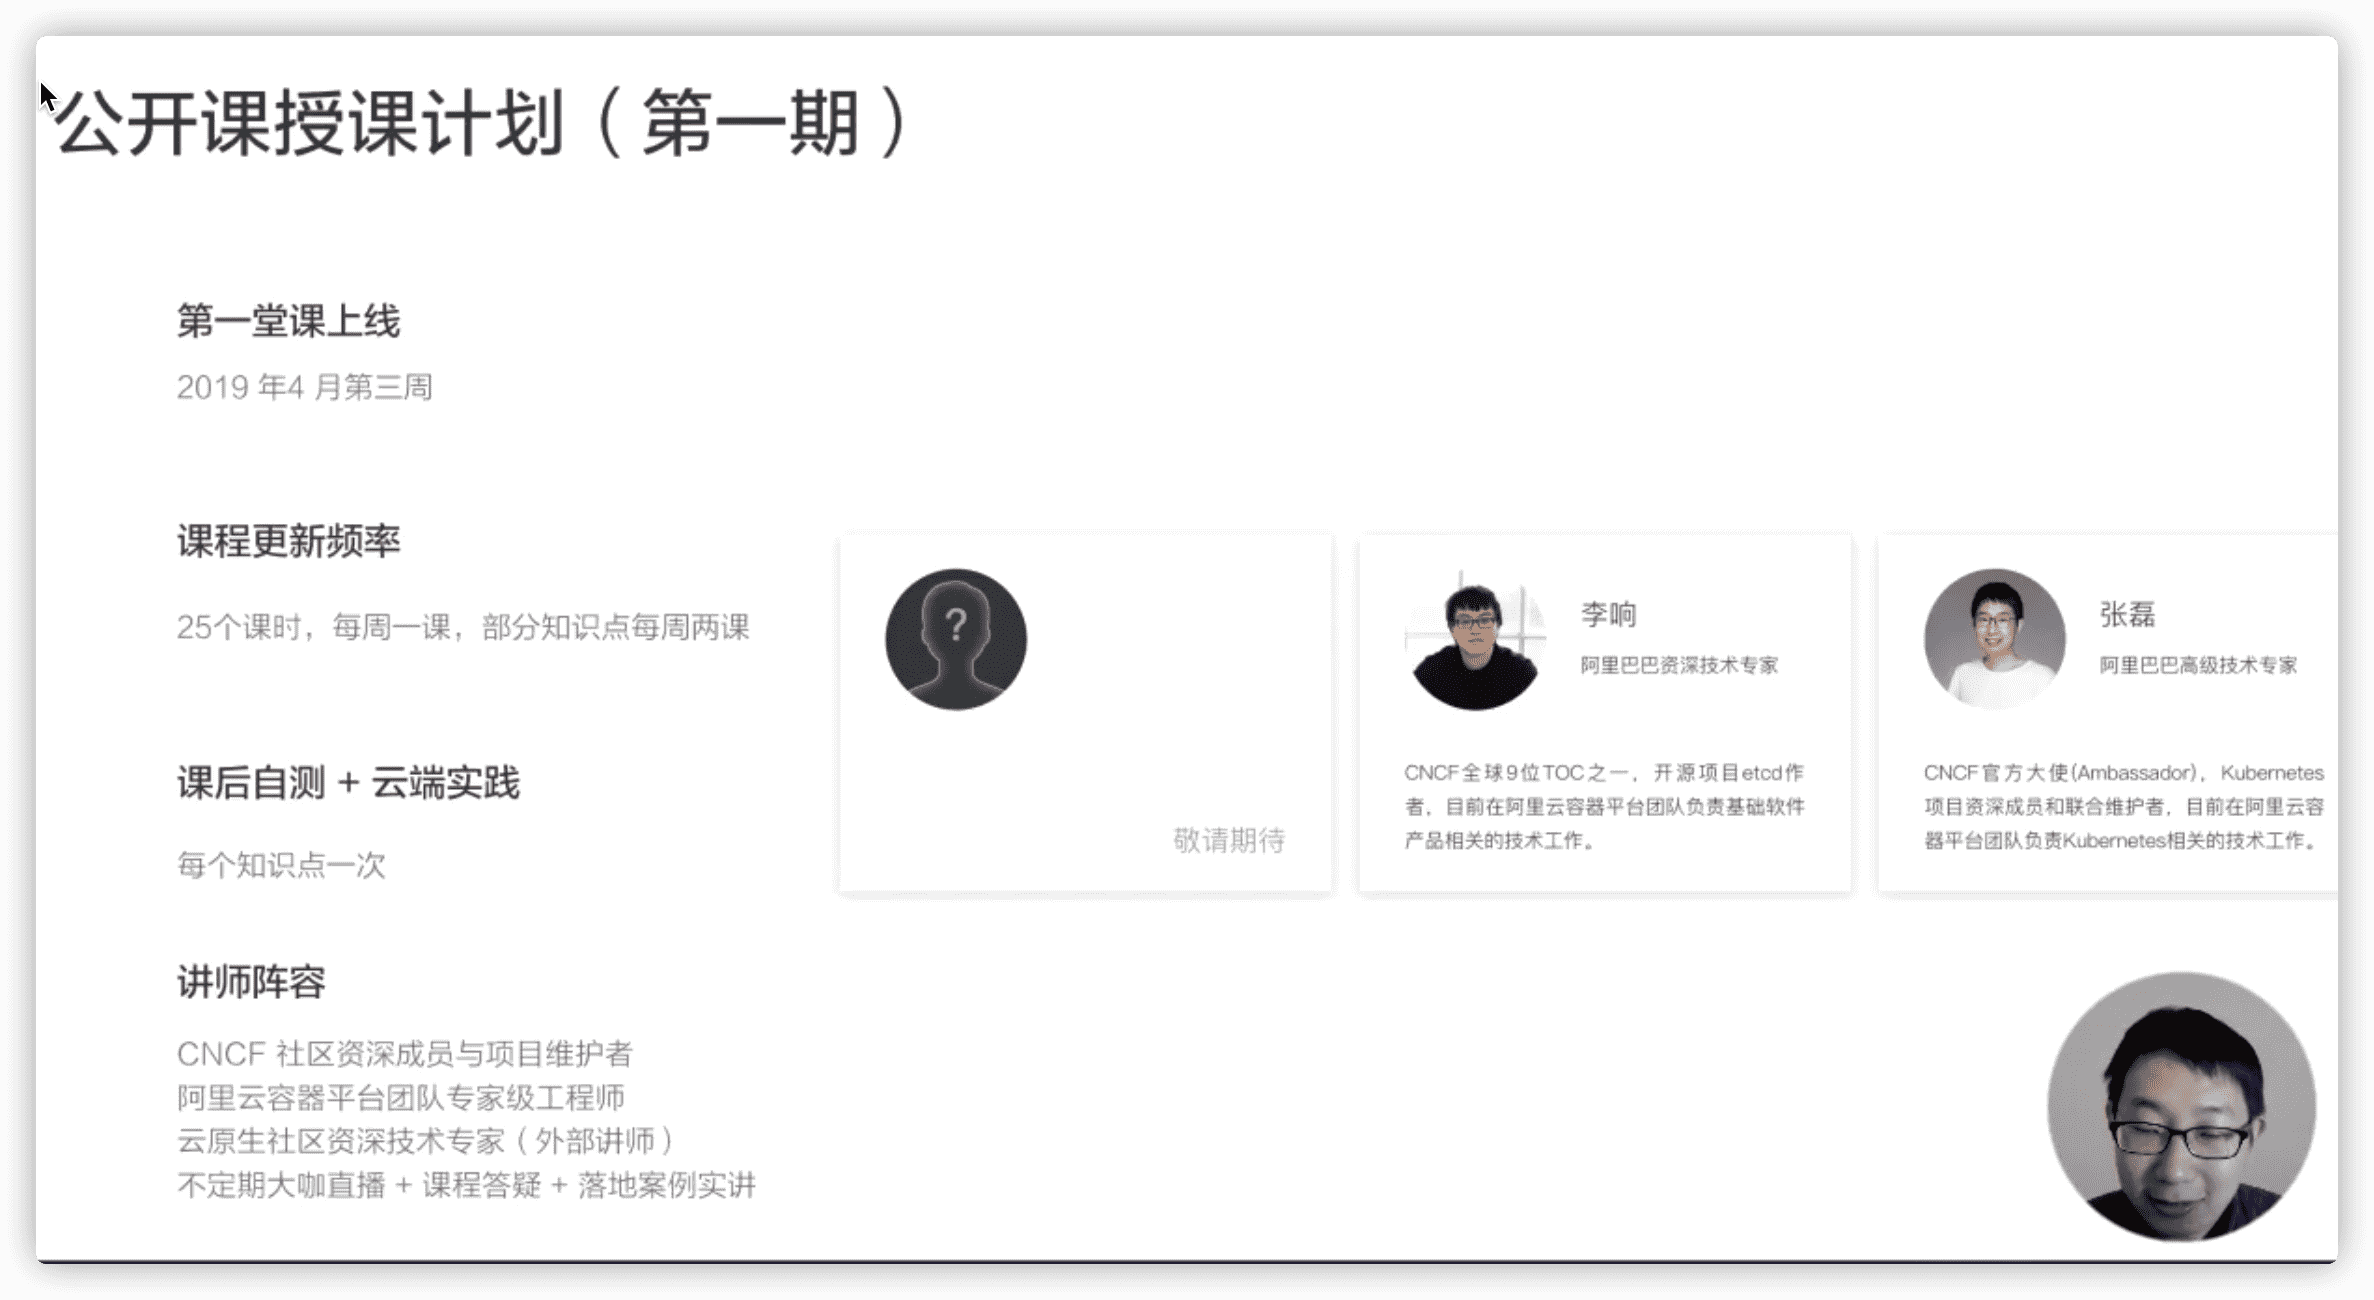 公开课授课计划（第一期）
第一堂课上线
2019 年4 月第三周
课程更新频率
25个课时，每周一课，部分知识点每周两课
课后自测 + 云端实践
每个知识点一次
讲师阵容
CNCF 社区资深成员与项目维护者
阿里云容器平台团队专家级工程师
云原生社区资深技术专家（外部讲师）
不定期大咖直播 + 课程答疑 + 落地案例实讲
?
敬请期待
李响
阿里巴巴资深技术专家
CNCF全球9位TOC之一，开源项目etcd作
者，目前在阿里云容器平台团队负责基础软件
产品相关的技术工作。
张磊
阿里巴巴高级技术专家
CNCF官方大使(Ambassador)，Kubernetes
项目资深成员和联合维护者，目前在阿里云容
器平台团队负责Kubernetes相关的技术工作。